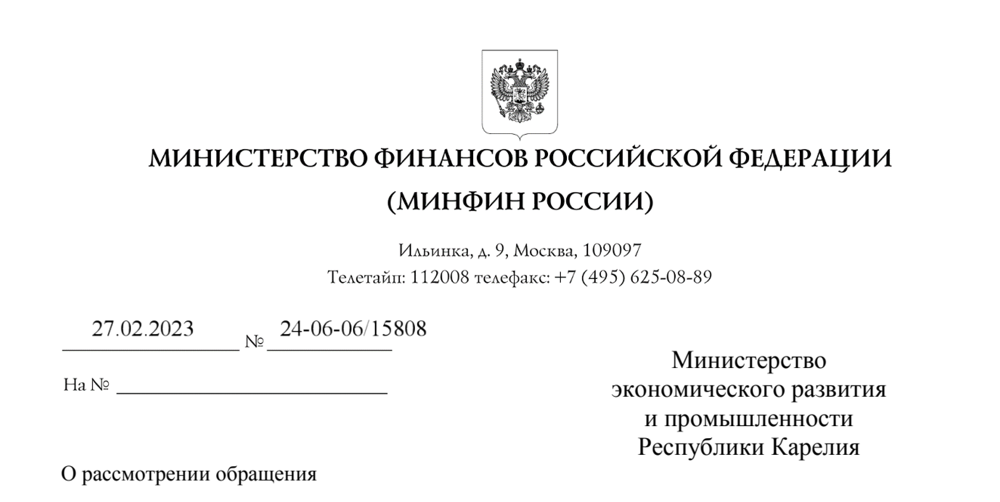 МИНИСТЕРСТВО ФИНАНСОВ РОССИЙСКОЙ ФЕДЕРАЦИИ
(МИНФИН РОССИИ)
Ильинка, д. 9, Москва, 109097
Телетайп: 112008 телефакс: +7 (495) 625-08-89
27.02.2023 № 24-06-06/15808
На №
Министерство
экономического развития
и промышленности
Республики Карелия
О рассмотрении обращения